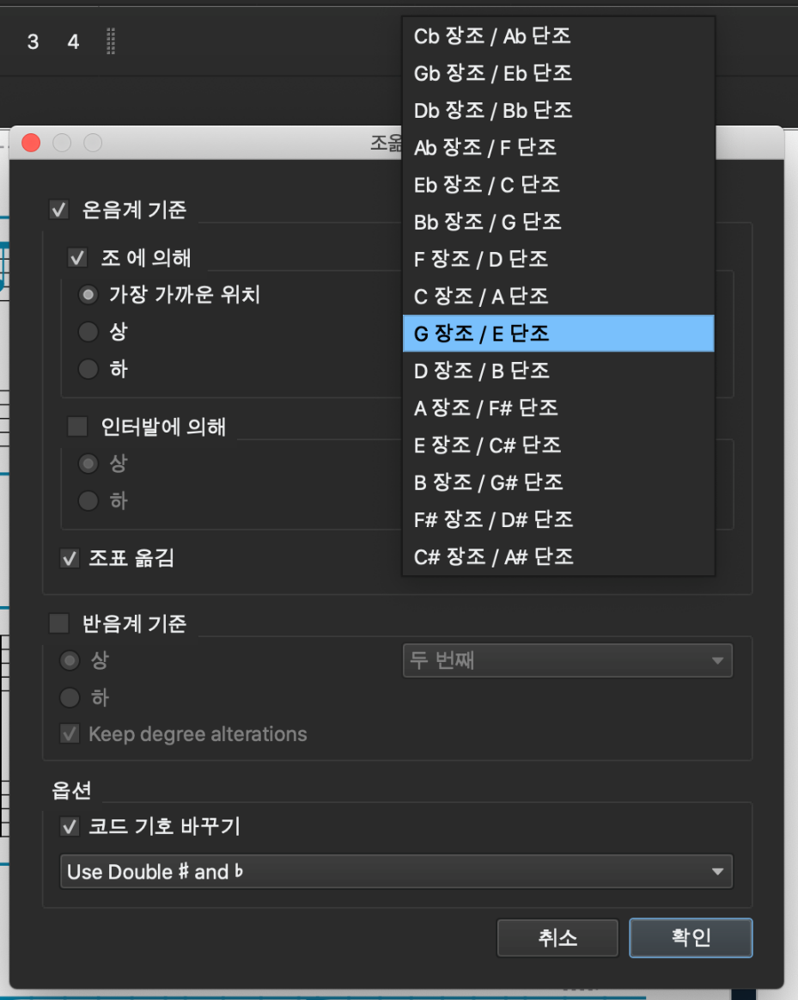 3 4
조옮
Cb 장조 / Ab 단조
Gb 장조 / Eb 단조
Db 장조 / Bb 단조
Ab 장조 / F 단조
Eb 장조 / C 단조
Bb 장조 / G 단조
F 장조 / D 단조
C 장조 / A 단조
G 장조 / E 단조
D 장조 / B 단조
A 장조 / F# 단조
E 장조 / C# 단조
B 장조 / G# 단조
F# 장조 / D# 단조
C# 장조 / A# 단조
온음계 기준
조 에 의해
가장 가까운 위치
상
하
인터발에 의해
상
하
조표 옮김
반음계 기준
상
두 번째
하
Keep degree alterations
옵션
코드 기호 바꾸기
Use Double ♯ and ♭
취소
확인